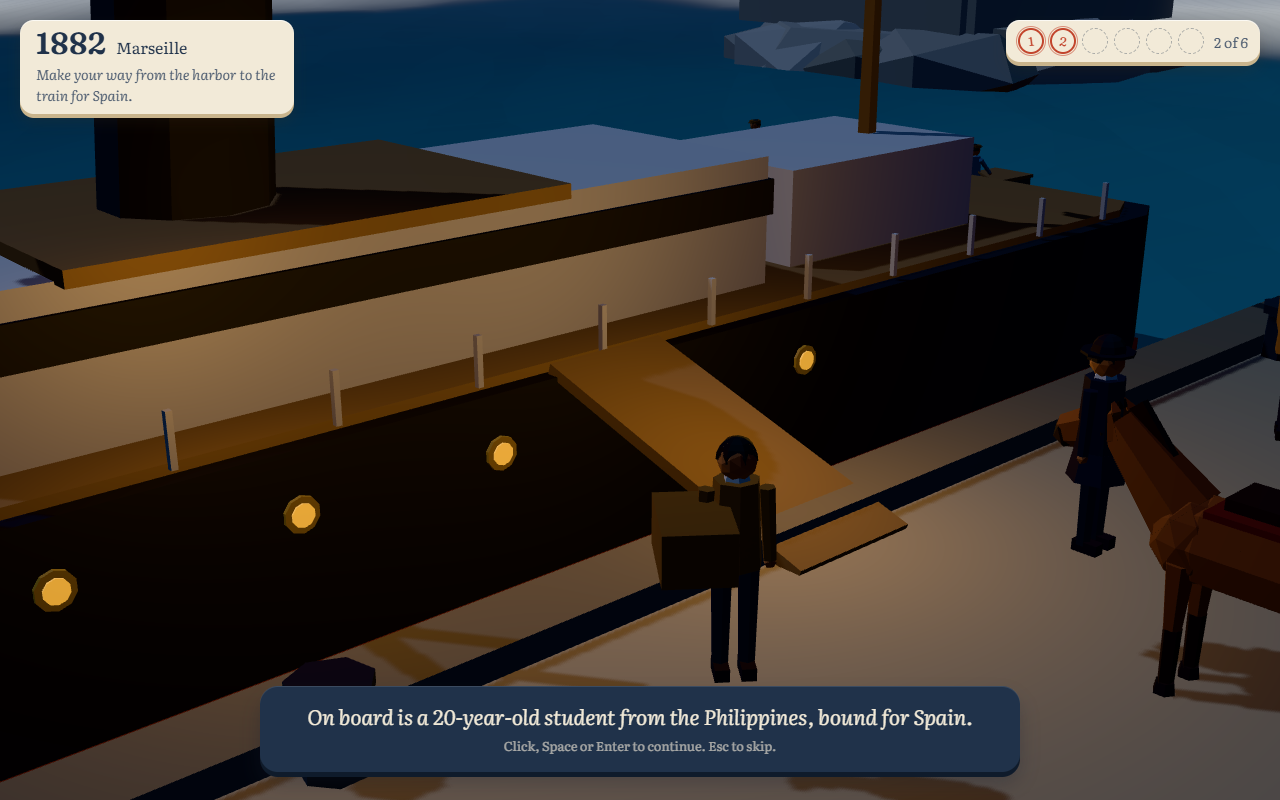 1882 Marseille
Make your way from the harbor to the
train for Spain.
1 2 2 of 6
On board is a 20-year-old student from the Philippines, bound for Spain.
Click, Space or Enter to continue. Esc to skip.